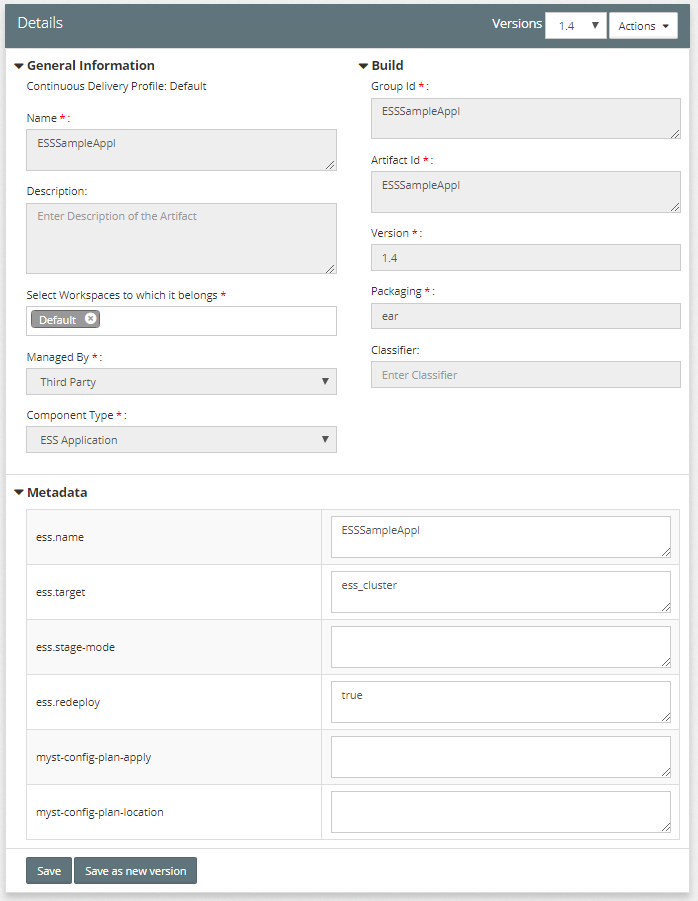 Details
Versions 1.4 ▼ Actions
General Information
Continuous Delivery Profile: Default
Name * :
ESSSampleAppl
Description:
Enter Description of the Artifact
Select Workspaces to which it belongs *
Default
Managed By * :
Third Party
Component Type * :
ESS Application
Build
Group Id * :
ESSSampleAppl
Artifact Id * :
ESSSampleAppl
Version * :
1.4
Packaging * :
ear
Classifier:
Enter Classifier
Metadata
ess.name ESSSampleAppl
ess.target ess_cluster
ess.stage-mode
ess.redeploy true
myst-config-plan-apply
myst-config-plan-location
Save Save as new version